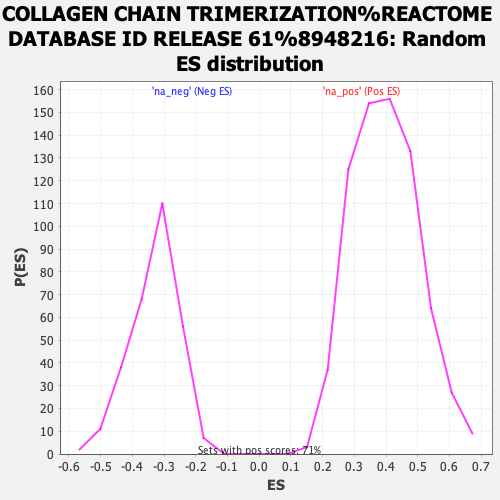 COLLAGEN CHAIN TRIMERIZATION%REACTOME
DATABASE ID RELEASE 61%8948216: Random
ES distribution
'na_neg' (Neg ES)
'na_pos' (Pos ES)
160
150
140
130
120
110
100
90
80
70
60
50
40
30
20
10
0
P(ES)
Sets with pos scores: 71%
-0.6 -0.5 -0.4 -0.3 -0.2 -0.1 0.0 0.1 0.2 0.3 0.4 0.5 0.6 0.7
ES